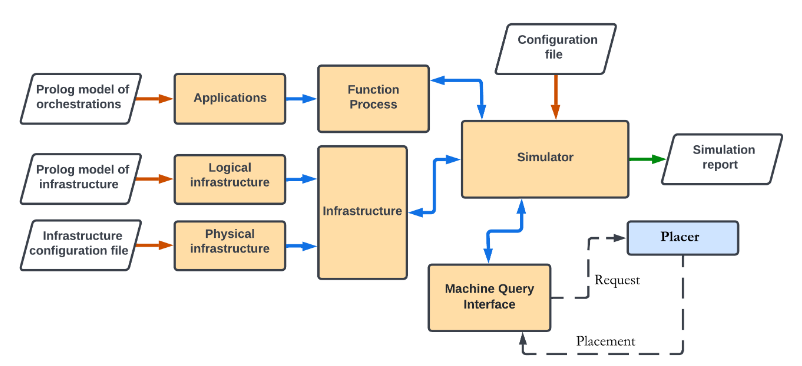 Configuration
file
Prolog model of
orchestrations
Applications
Function
Process
Prolog model of
infrastructure
Logical
infrastructure
Infrastructure
Simulator
Simulation
report
Infrastructure
configuration file
Physical
infrastructure
Placer
Machine Query
Interface
Request
Placement